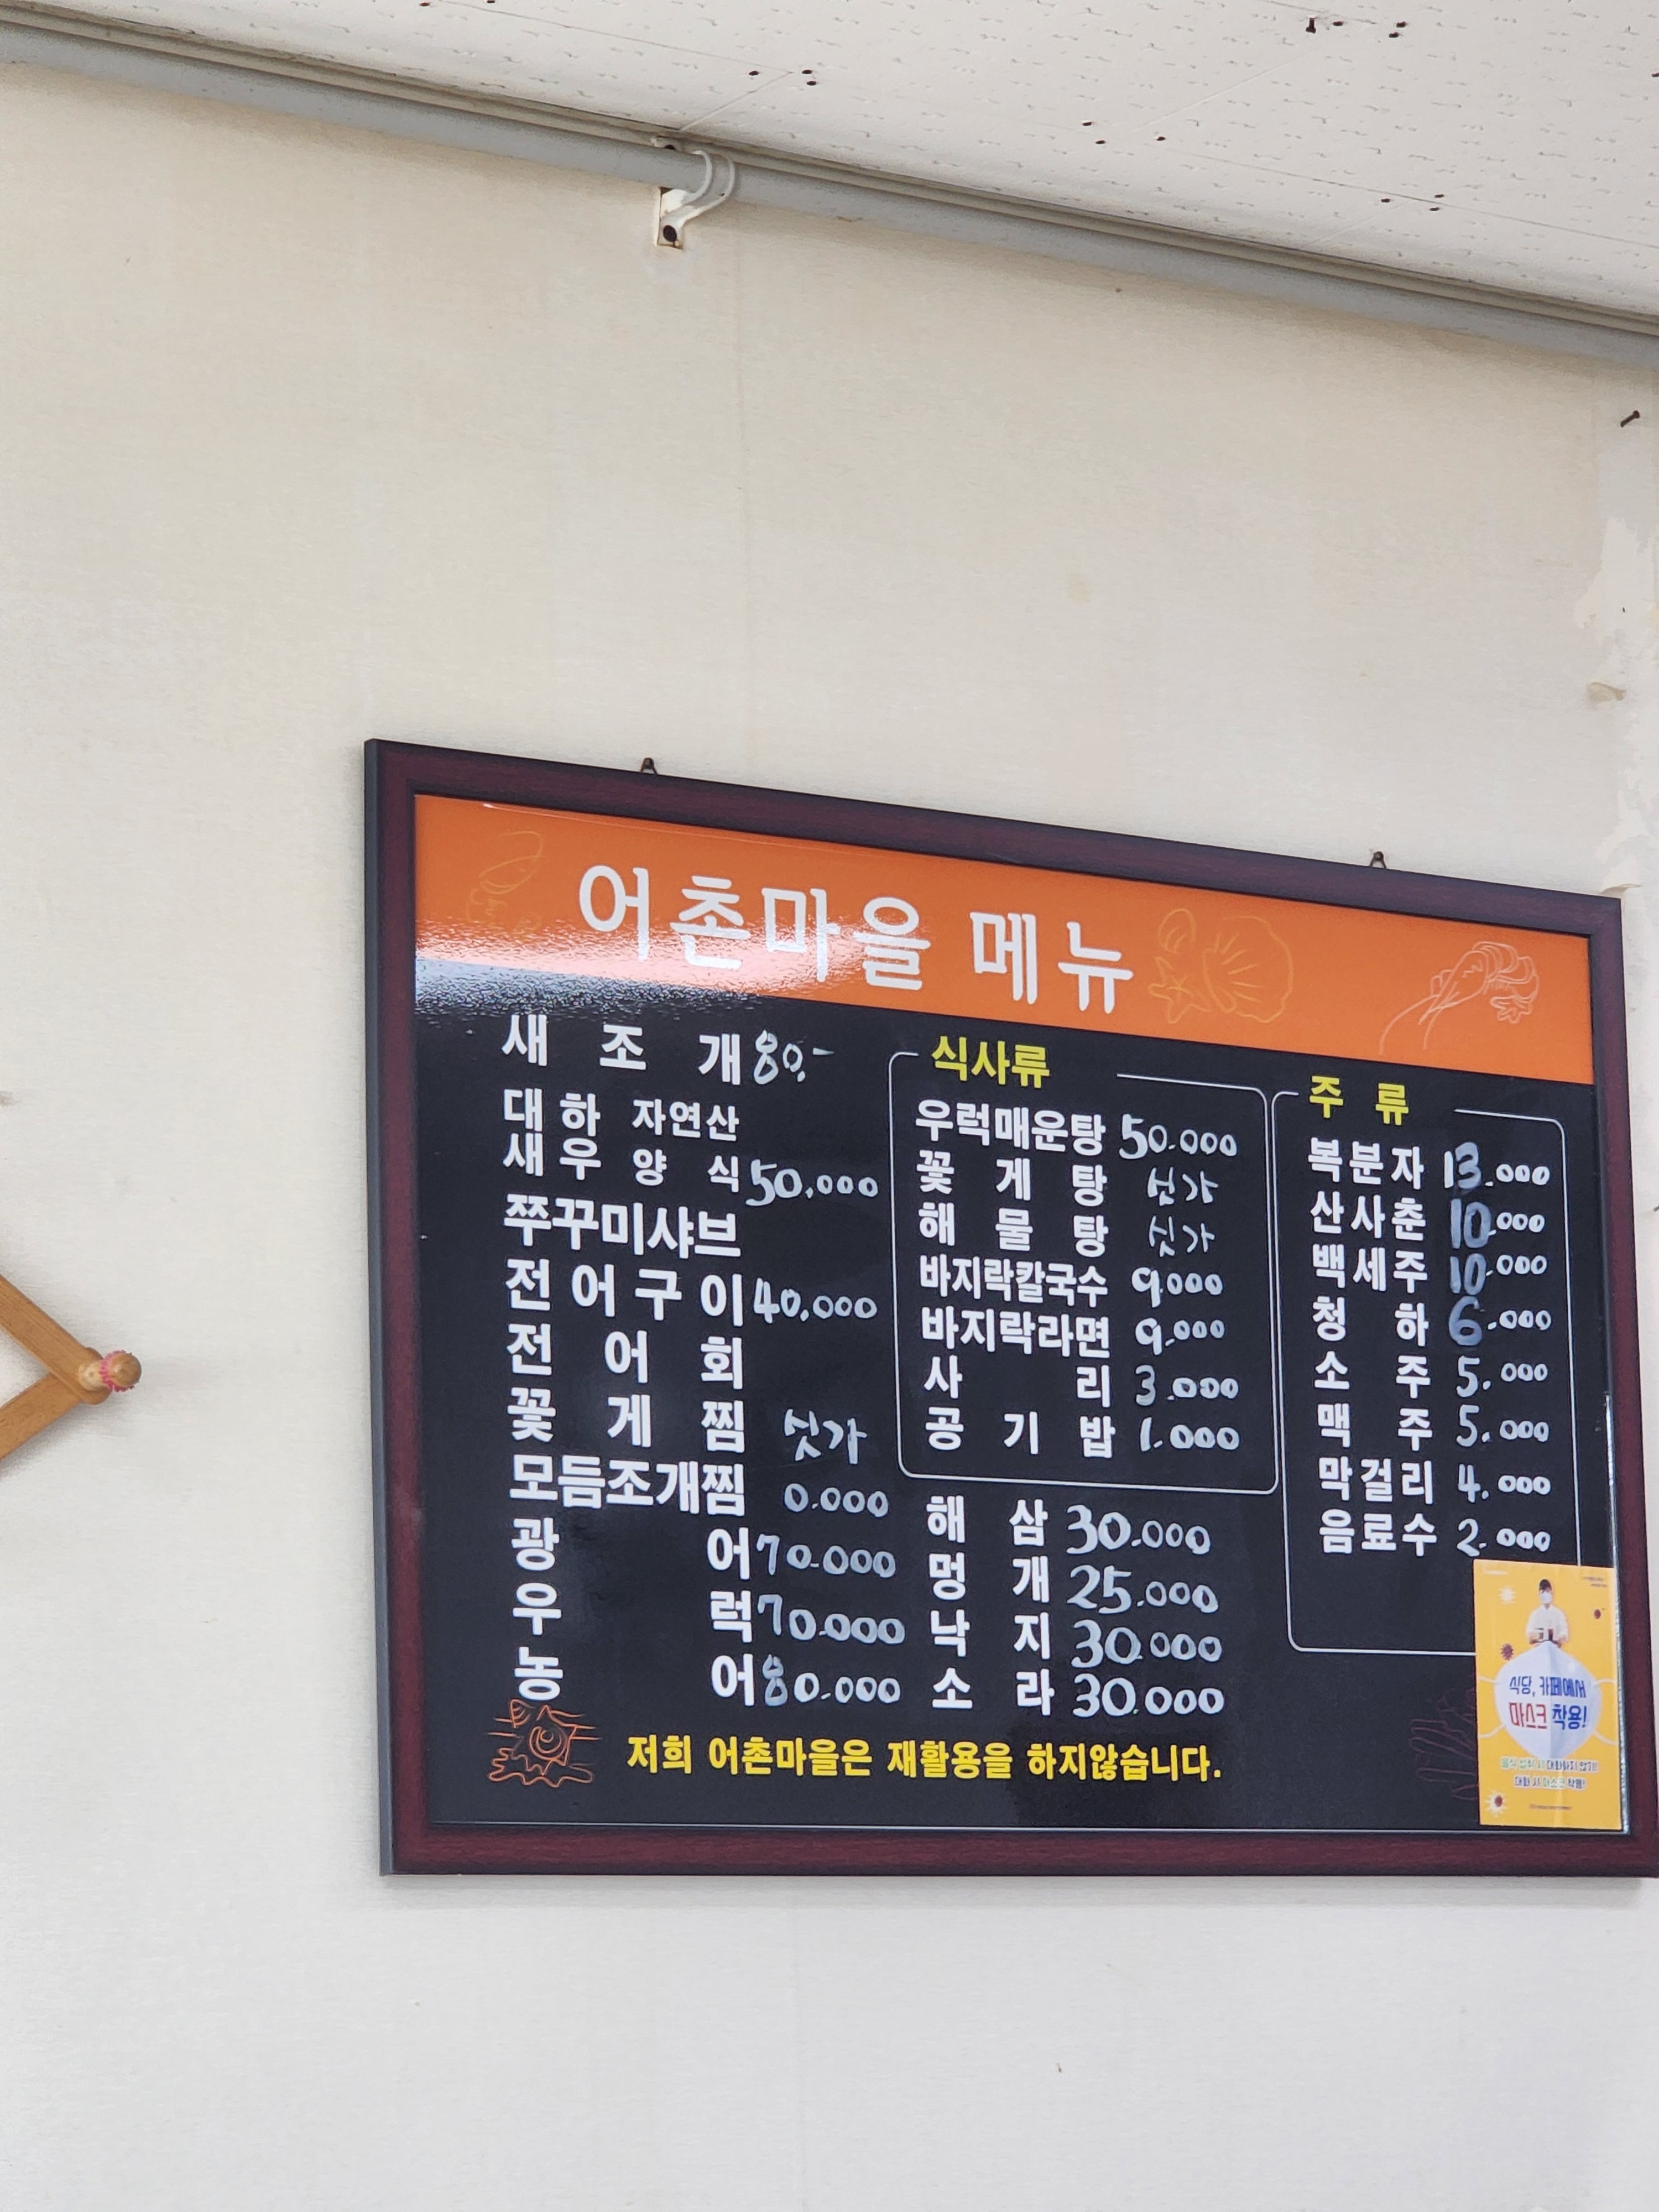 어촌마을 메뉴
새조개 80.-
대하 자연산
새우 양식 50,000
쭈꾸미샤브
전어구이 40,000
전어회
꽃게찜 싯가
모듬조개찜 0.000
광어 70.000
우럭 70.000
농어 80.000
식사류
우럭매운탕 50.000
꽃게탕 싯가
해물탕 싯가
바지락칼국수 9.000
바지락라면 9.000
사리 3.000
공기밥 1.000
해삼 30.000
멍개 25.000
낙지 30.000
소라 30.000
주류
복분자 13.000
산사춘 10.000
백세주 10.000
청하 6.000
소주 5.000
맥주 5.000
막걸리 4.000
음료수 2.000
저희 어촌마을은 재활용을 하지않습니다.
식당, 카페에서
마스크 착용!
대화 시 마스크 착용!